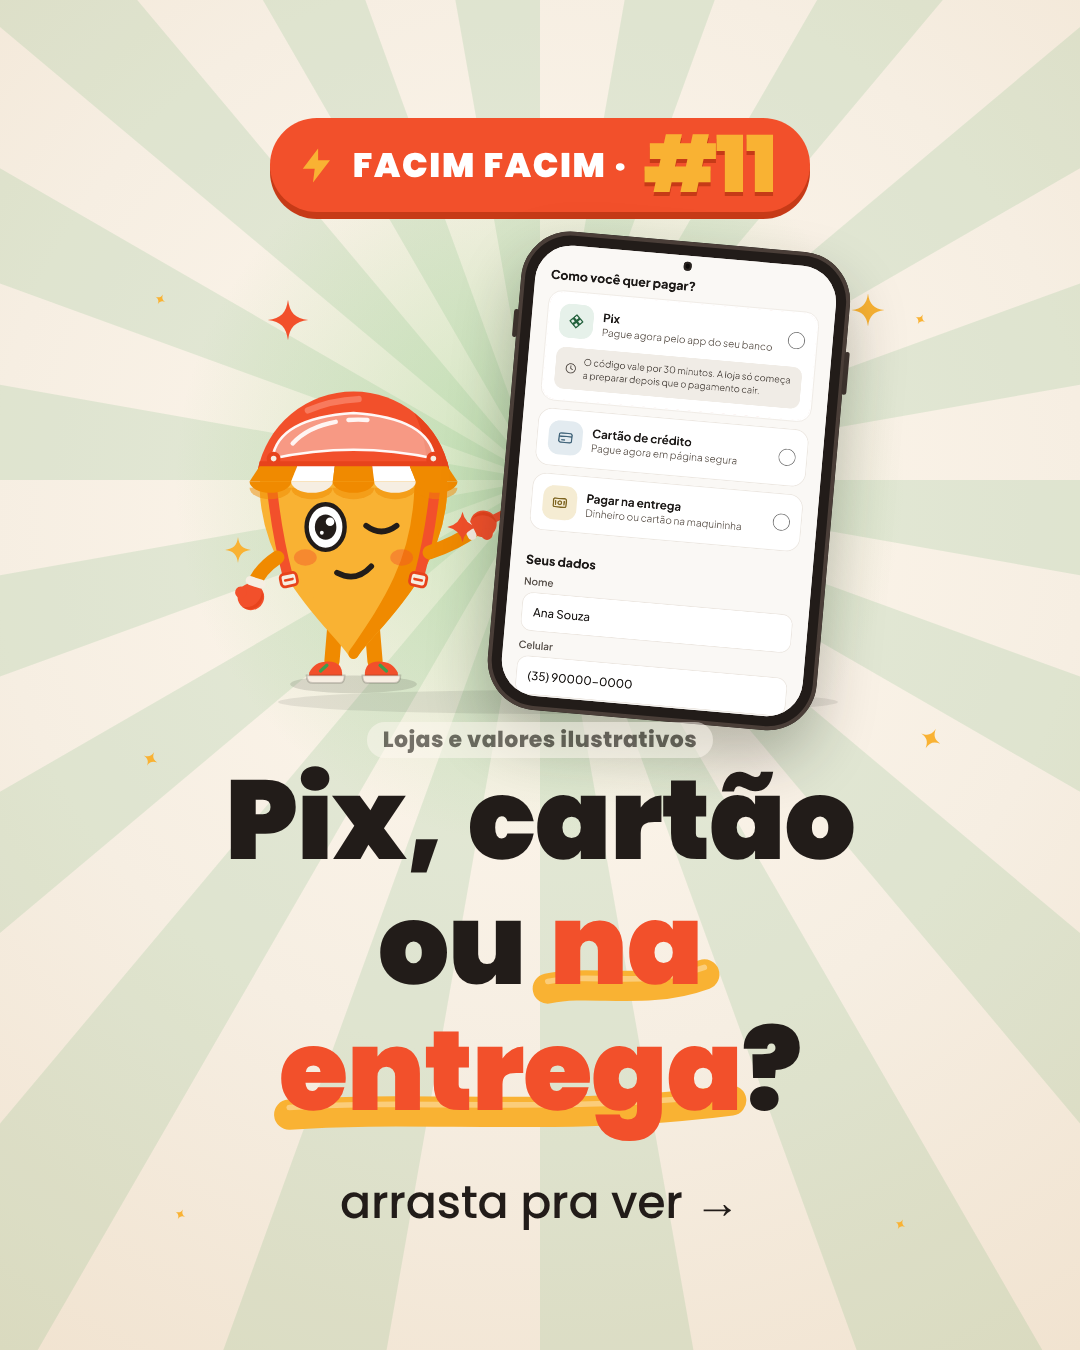 FACIM FACIM · #11
Como você quer pagar?
Pix
Pague agora pelo app do seu banco
O código vale por 30 minutos. A loja só começa
a preparar depois que o pagamento cair.
Cartão de crédito
Pague agora em página segura
Pagar na entrega
Dinheiro ou cartão na maquininha
Seus dados
Nome
Ana Souza
Celular
(35) 90000-0000
Lojas e valores ilustrativos
Pix, cartão
ou na
entrega?
arrasta pra ver →